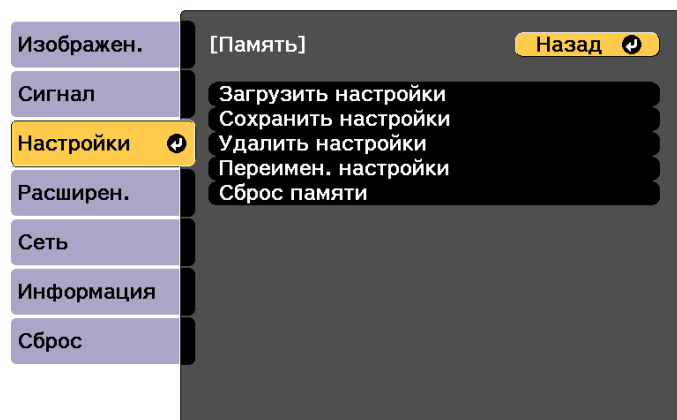 Изображен.
Сигнал
Настройки
Расширен.
Сеть
Информация
Сброс
[Память]
Назад
Загрузить настройки
Сохранить настройки
Удалить настройки
Переимен. настройки
Сброс памяти